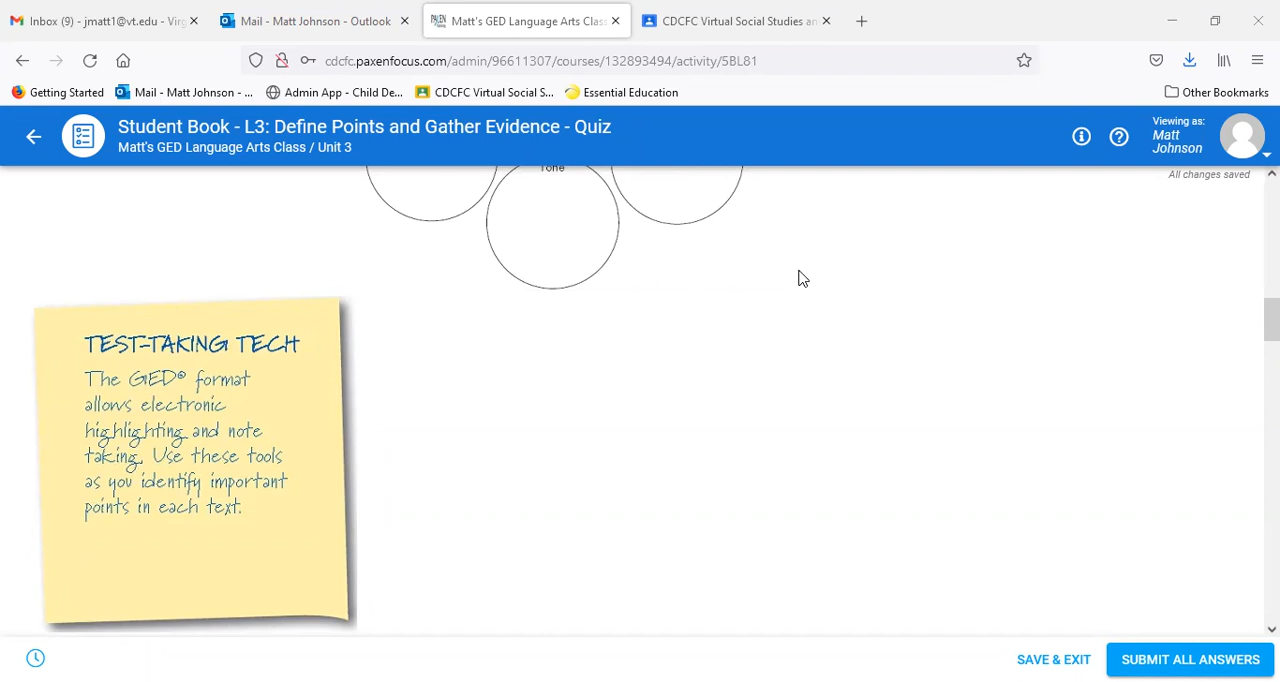 Inbox (9) - jmatt1@vt.edu - Virg
Mail - Matt Johnson - Outlook
PAXEN
Matt's GED Language Arts Class
CDCFC Virtual Social Studies an
cdcfc.paxenfocus.com/admin/96611307/courses/132893494/activity/5BL81
Getting Started
Mail - Matt Johnson - ...
Admin App - Child De...
CDCFC Virtual Social S...
Essential Education
Other Bookmarks
Student Book - L3: Define Points and Gather Evidence - Quiz
Matt's GED Language Arts Class / Unit 3
Viewing as:
Matt
Johnson
All changes saved
Tone
TEST-TAKING TECH
The GED® format
allows electronic
highlighting and note
taking. Use these tools
as you identify important
points in each text.
SAVE & EXIT
SUBMIT ALL ANSWERS